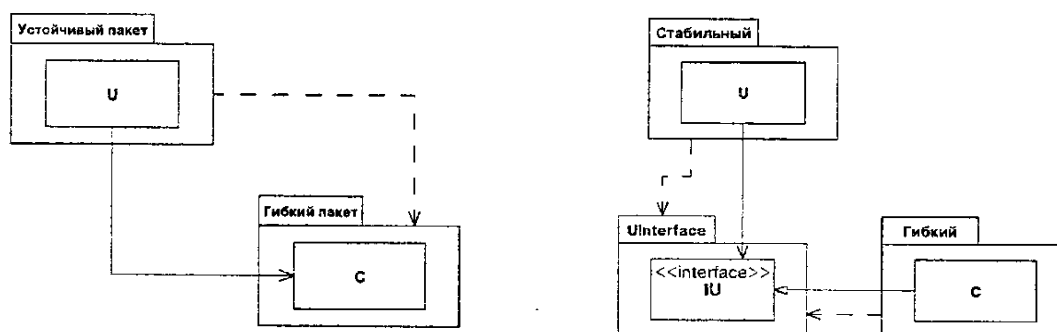 Устойчивый пакет
U
Гибкий пакет
C
Стабильный
U
UInterface
<<interface>>
IU
Гибкий
C